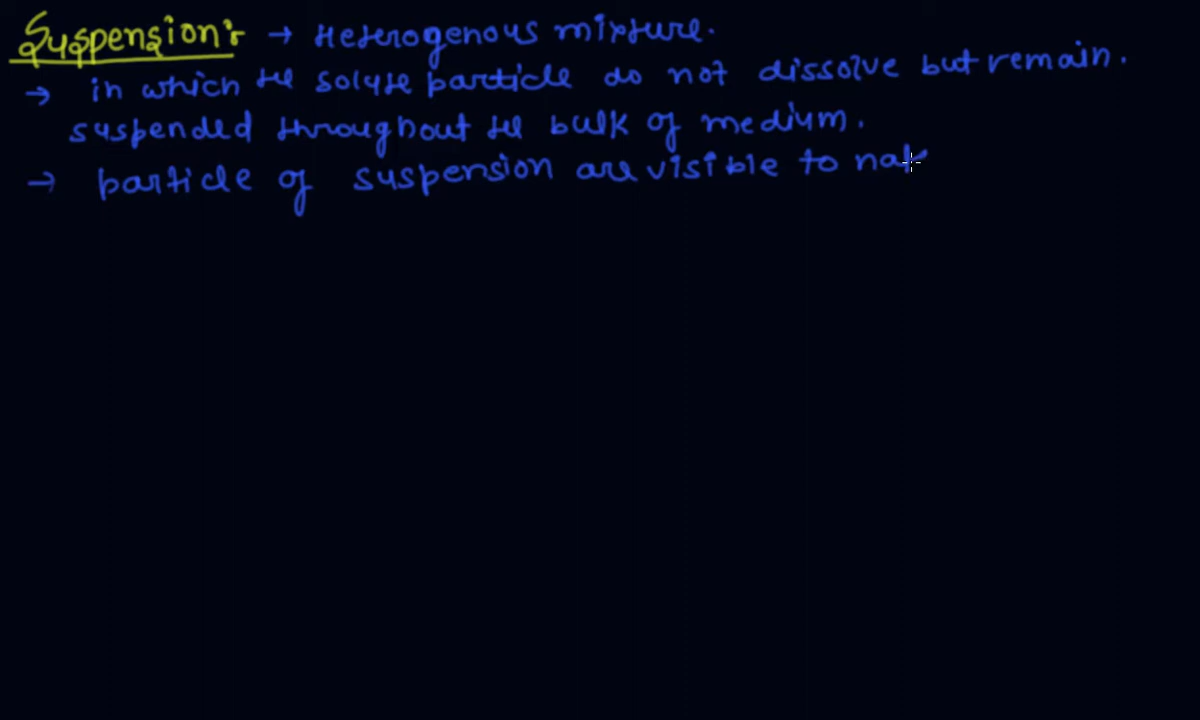 Suspension:- → Heterogenous mixture.
→ in which the solute particle do not dissolve but remain.
suspended throughout the bulk of medium.
→ particle of suspension are visible to nak